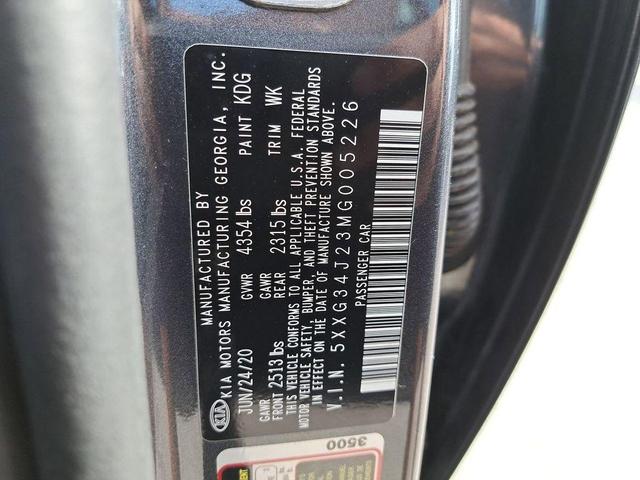 MANUFACTURED BY
KIA KIA MOTORS MANUFACTURING GEORGIA, INC.
JUN/24/20 GVWR 4354 lbs PAINT KDG
GAWR FRONT 2513 lbs GAWR REAR 2315 lbs TRIM WK
THIS VEHICLE CONFORMS TO ALL APPLICABLE U.S.A. FEDERAL
MOTOR VEHICLE SAFETY, BUMPER, AND THEFT PREVENTION STANDARDS
IN EFFECT ON THE DATE OF MANUFACTURE SHOWN ABOVE.
V.I.N. 5XXG34J23MG005226
PASSENGER CAR
3500